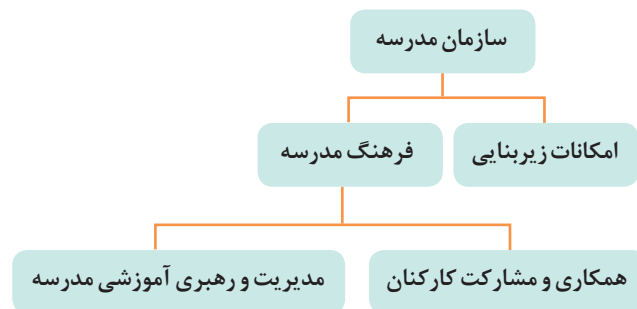 سازمان مدرسه
امکانات زیربنایی
فرهنگ مدرسه
همکاری و مشارکت کارکنان
مدیریت و رهبری آموزشی مدرسه